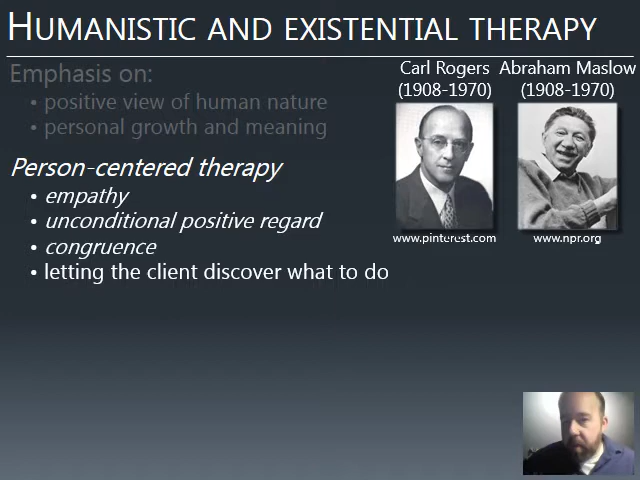 HUMANISTIC AND EXISTENTIAL THERAPY
Emphasis on:
• positive view of human nature
• personal growth and meaning
Person-centered therapy
• empathy
• unconditional positive regard
• congruence
• letting the client discover what to do
Carl Rogers
(1908-1970)
www.pinterest.com
Abraham Maslow
(1908-1970)
www.npr.org